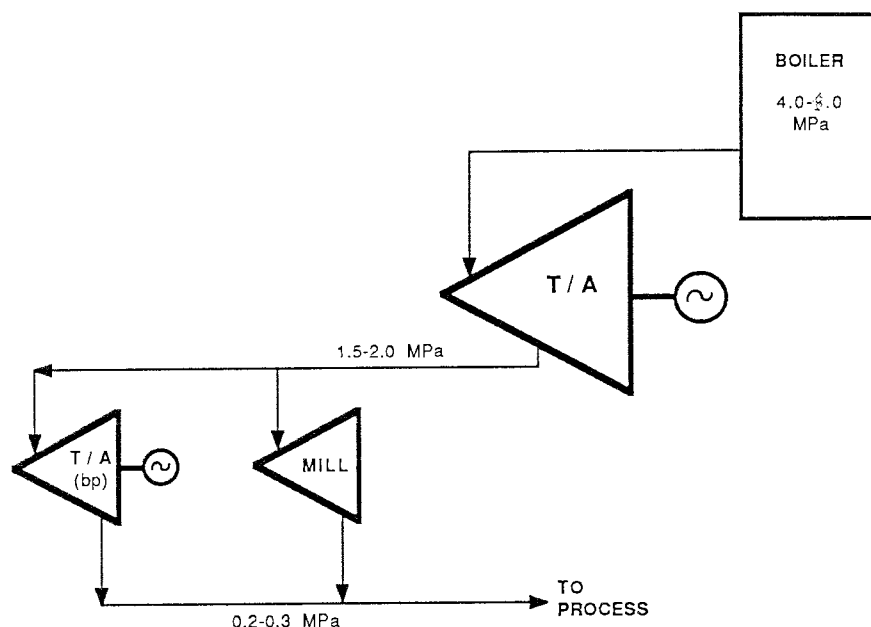 BOILER
MPa
T / A
1.5-2.0 MPa
T / A
(bp)
MILL
TO
PROCESS
0.2-0.3 MPa